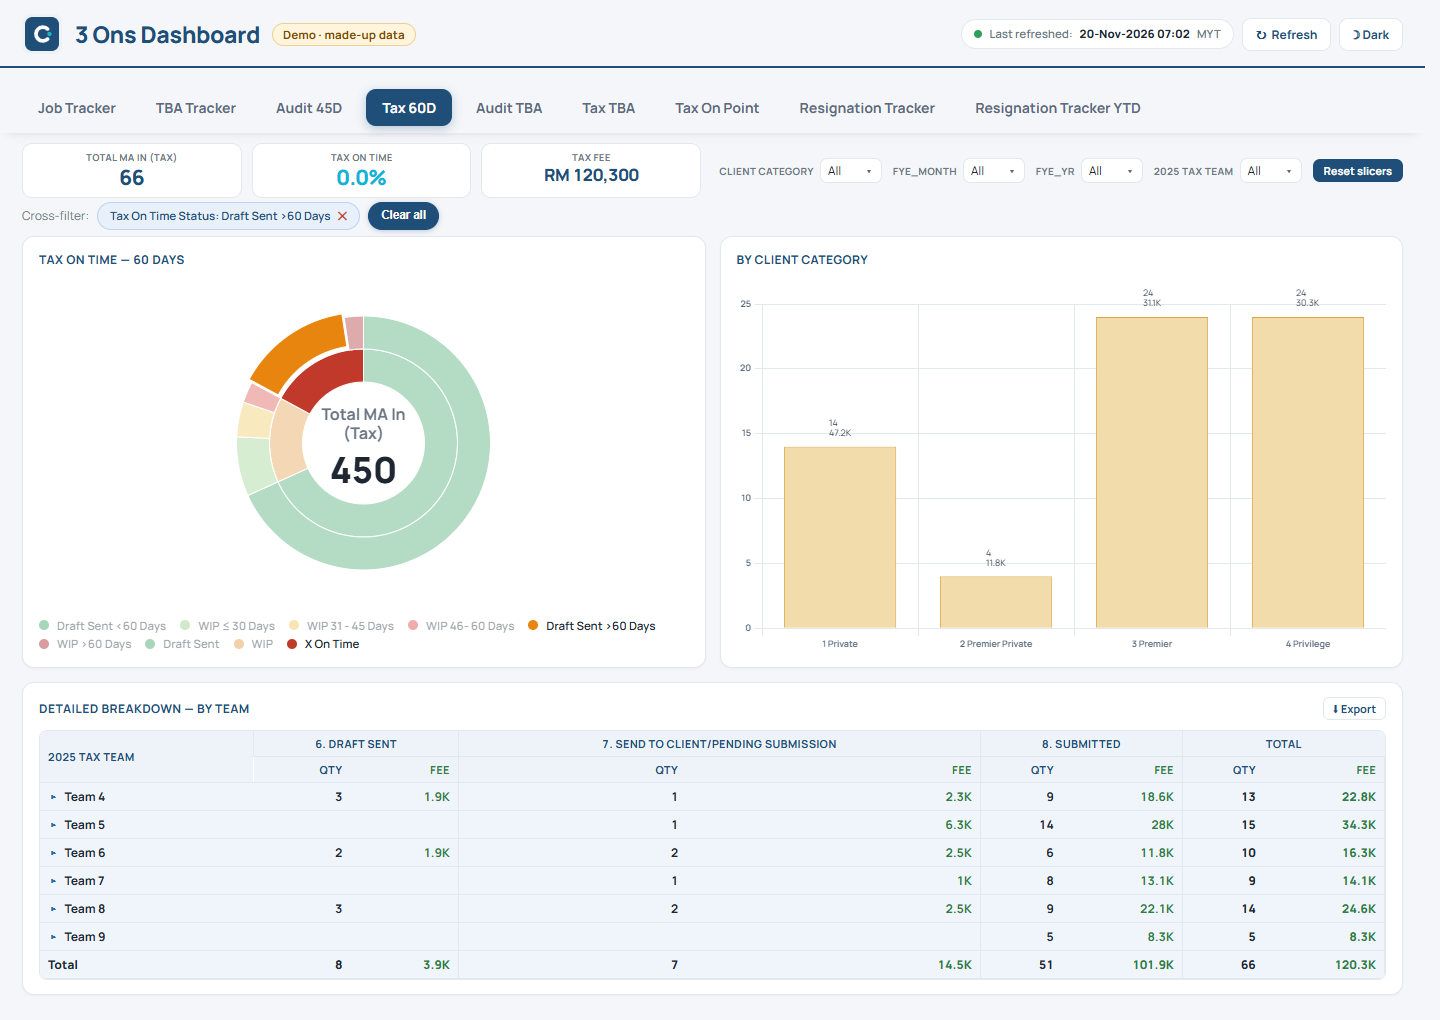 3 Ons Dashboard
Demo · made-up data
Last refreshed: 20-Nov-2026 07:02 MYT
↻ Refresh
☽ Dark
Job Tracker
TBA Tracker
Audit 45D
Tax 60D
Audit TBA
Tax TBA
Tax On Point
Resignation Tracker
Resignation Tracker YTD
TOTAL MA IN (TAX)
66
TAX ON TIME
0.0%
TAX FEE
RM 120,300
CLIENT CATEGORY All
FYE_MONTH All
FYE_YR All
2025 TAX TEAM All
Reset slicers
Cross-filter: Tax On Time Status: Draft Sent >60 Days ✕ Clear all
TAX ON TIME — 60 DAYS
Total MA In
(Tax)
450
Draft Sent <60 Days WIP ≤ 30 Days WIP 31 - 45 Days WIP 46- 60 Days Draft Sent >60 Days
WIP >60 Days Draft Sent WIP X On Time
BY CLIENT CATEGORY
25
20
15
10
5
0
14
47.2K
4
11.8K
24
31.1K
24
30.3K
1 Private 2 Premier Private 3 Premier 4 Privilege
DETAILED BREAKDOWN — BY TEAM
⬇ Export
2025 TAX TEAM 6. DRAFT SENT 7. SEND TO CLIENT/PENDING SUBMISSION 8. SUBMITTED TOTAL
QTY FEE QTY FEE QTY FEE QTY FEE
Team 4 3 1.9K 1 2.3K 9 18.6K 13 22.8K
Team 5 1 6.3K 14 28K 15 34.3K
Team 6 2 1.9K 2 2.5K 6 11.8K 10 16.3K
Team 7 1 1K 8 13.1K 9 14.1K
Team 8 3 2 2.5K 9 22.1K 14 24.6K
Team 9 5 8.3K 5 8.3K
Total 8 3.9K 7 14.5K 51 101.9K 66 120.3K